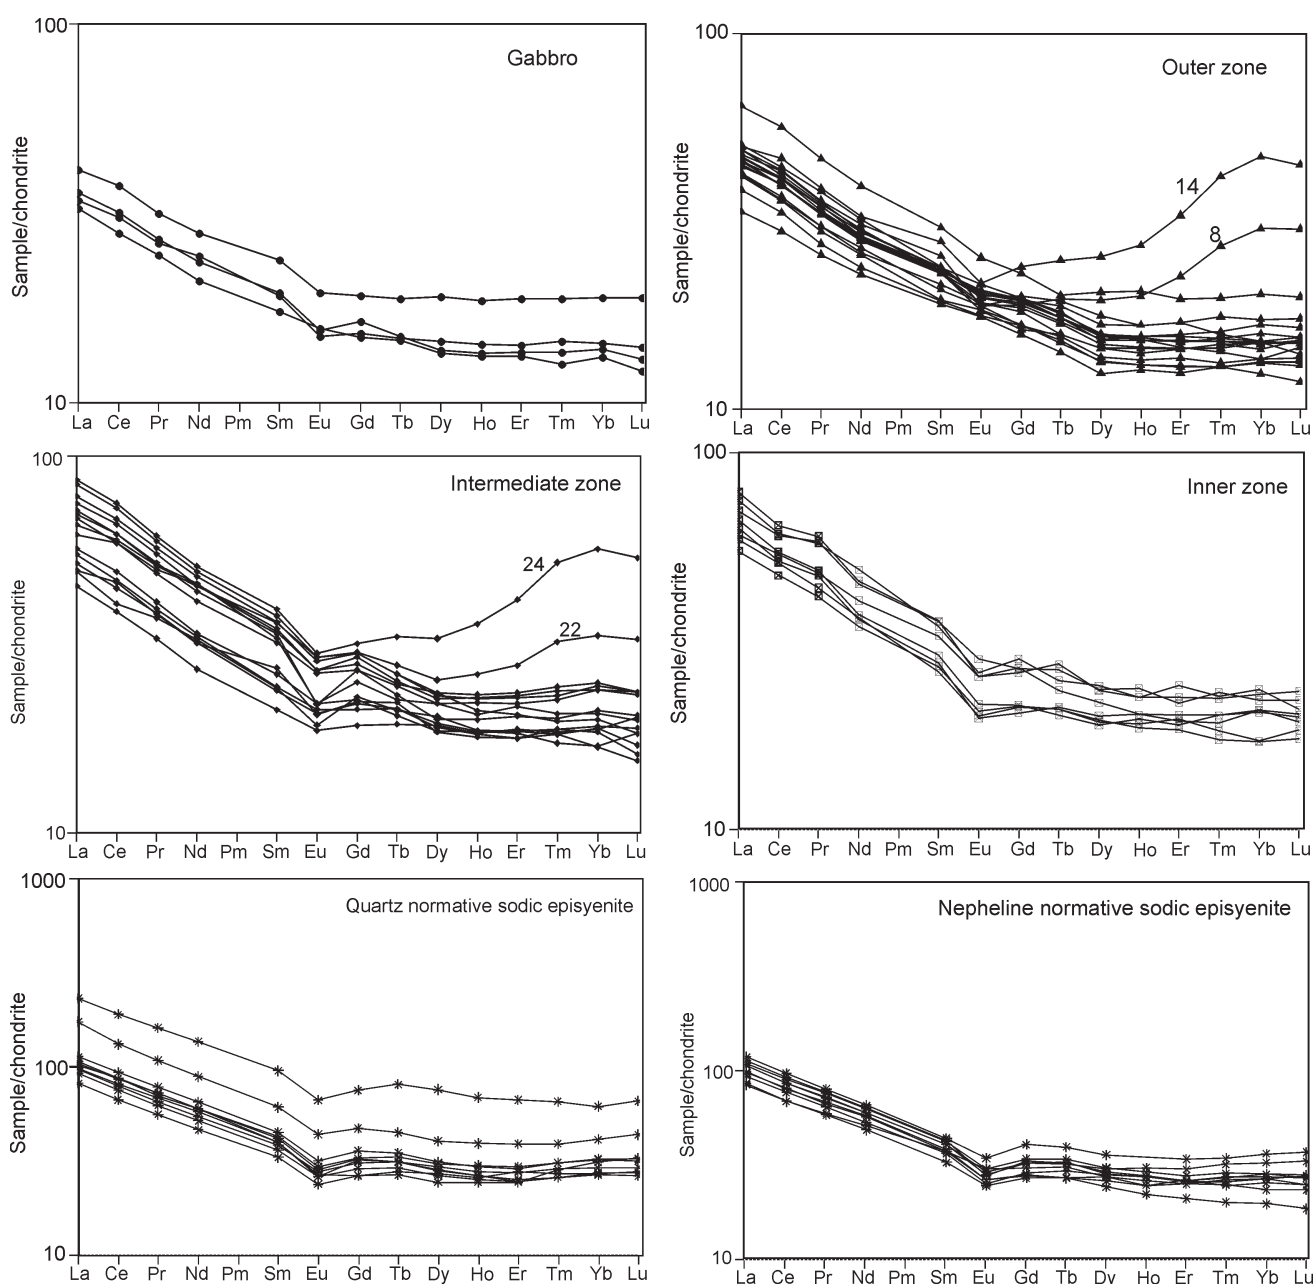 100
Gabbro
Sample/chondrite
10
La Ce Pr Nd Pm Sm Eu Gd Tb Dy Ho Er Tm Yb Lu
100
Outer zone
Sample/chondrite
14
8
10
La Ce Pr Nd Pm Sm Eu Gd Tb Dy Ho Er Tm Yb Lu
100
Intermediate zone
Sample/chondrite
24
22
10
La Ce Pr Nd Pm Sm Eu Gd Tb Dy Ho Er Tm Yb Lu
100
Inner zone
Sample/chondrite
10
La Ce Pr Nd Pm Sm Eu Gd Tb Dy Ho Er Tm Yb Lu
1000
Quartz normative sodic episyenite
Sample/chondrite
100
10
La Ce Pr Nd Pm Sm Eu Gd Tb Dy Ho Er Tm Yb Lu
1000
Nepheline normative sodic episyenite
Sample/chondrite
100
10
La Ce Pr Nd Pm Sm Eu Gd Tb Dy Ho Er Tm Yb Lu